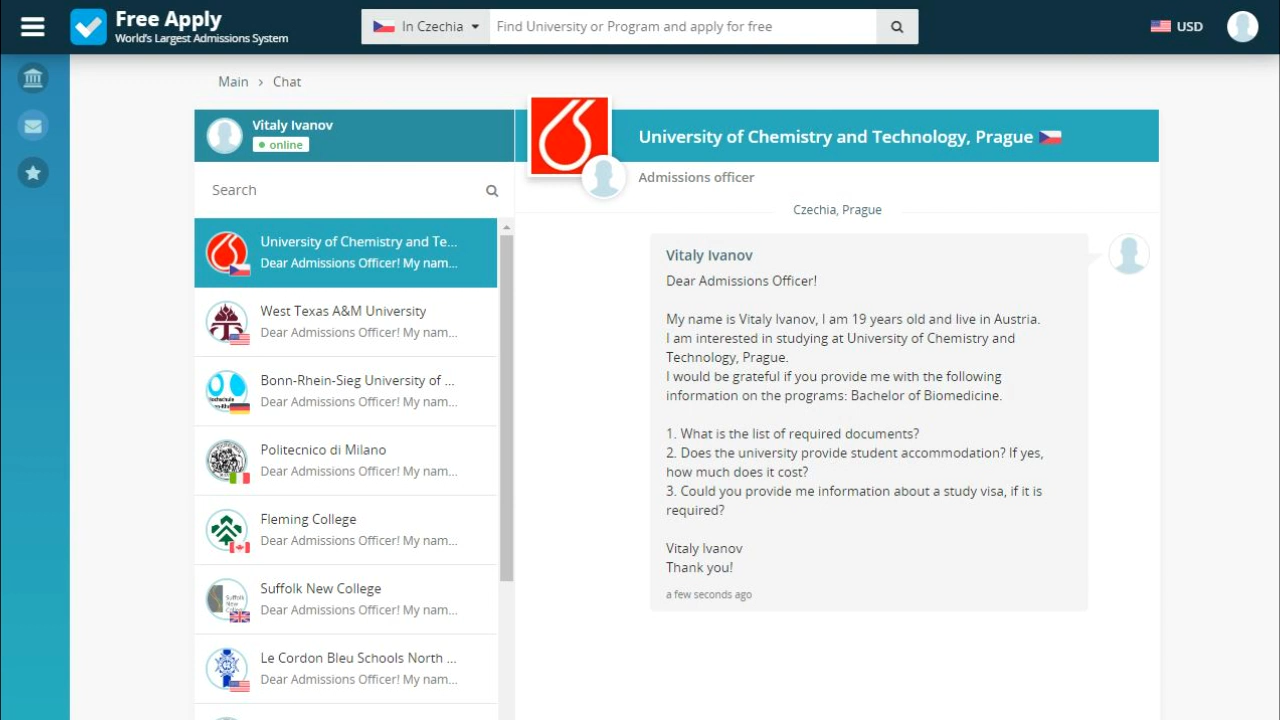 Free Apply
World's Largest Admissions System
In Czechia
Find University or Program and apply for free
USD
Main > Chat
Vitaly Ivanov
online
Search
University of Chemistry and Te...
Dear Admissions Officer! My nam...
West Texas A&M University
Dear Admissions Officer! My nam...
Bonn-Rhein-Sieg University of ...
Dear Admissions Officer! My nam...
Politecnico di Milano
Dear Admissions Officer! My nam...
Fleming College
Dear Admissions Officer! My nam...
Suffolk New College
Dear Admissions Officer! My nam...
Le Cordon Bleu Schools North ...
Dear Admissions Officer! My nam...
University of Chemistry and Technology, Prague
Admissions officer
Czechia, Prague
Vitaly Ivanov
Dear Admissions Officer!
My name is Vitaly Ivanov, I am 19 years old and live in Austria.
I am interested in studying at University of Chemistry and
Technology, Prague.
I would be grateful if you provide me with the following
information on the programs: Bachelor of Biomedicine.
1. What is the list of required documents?
2. Does the university provide student accommodation? If yes,
how much does it cost?
3. Could you provide me information about a study visa, if it is
required?
Vitaly Ivanov
Thank you!
a few seconds ago